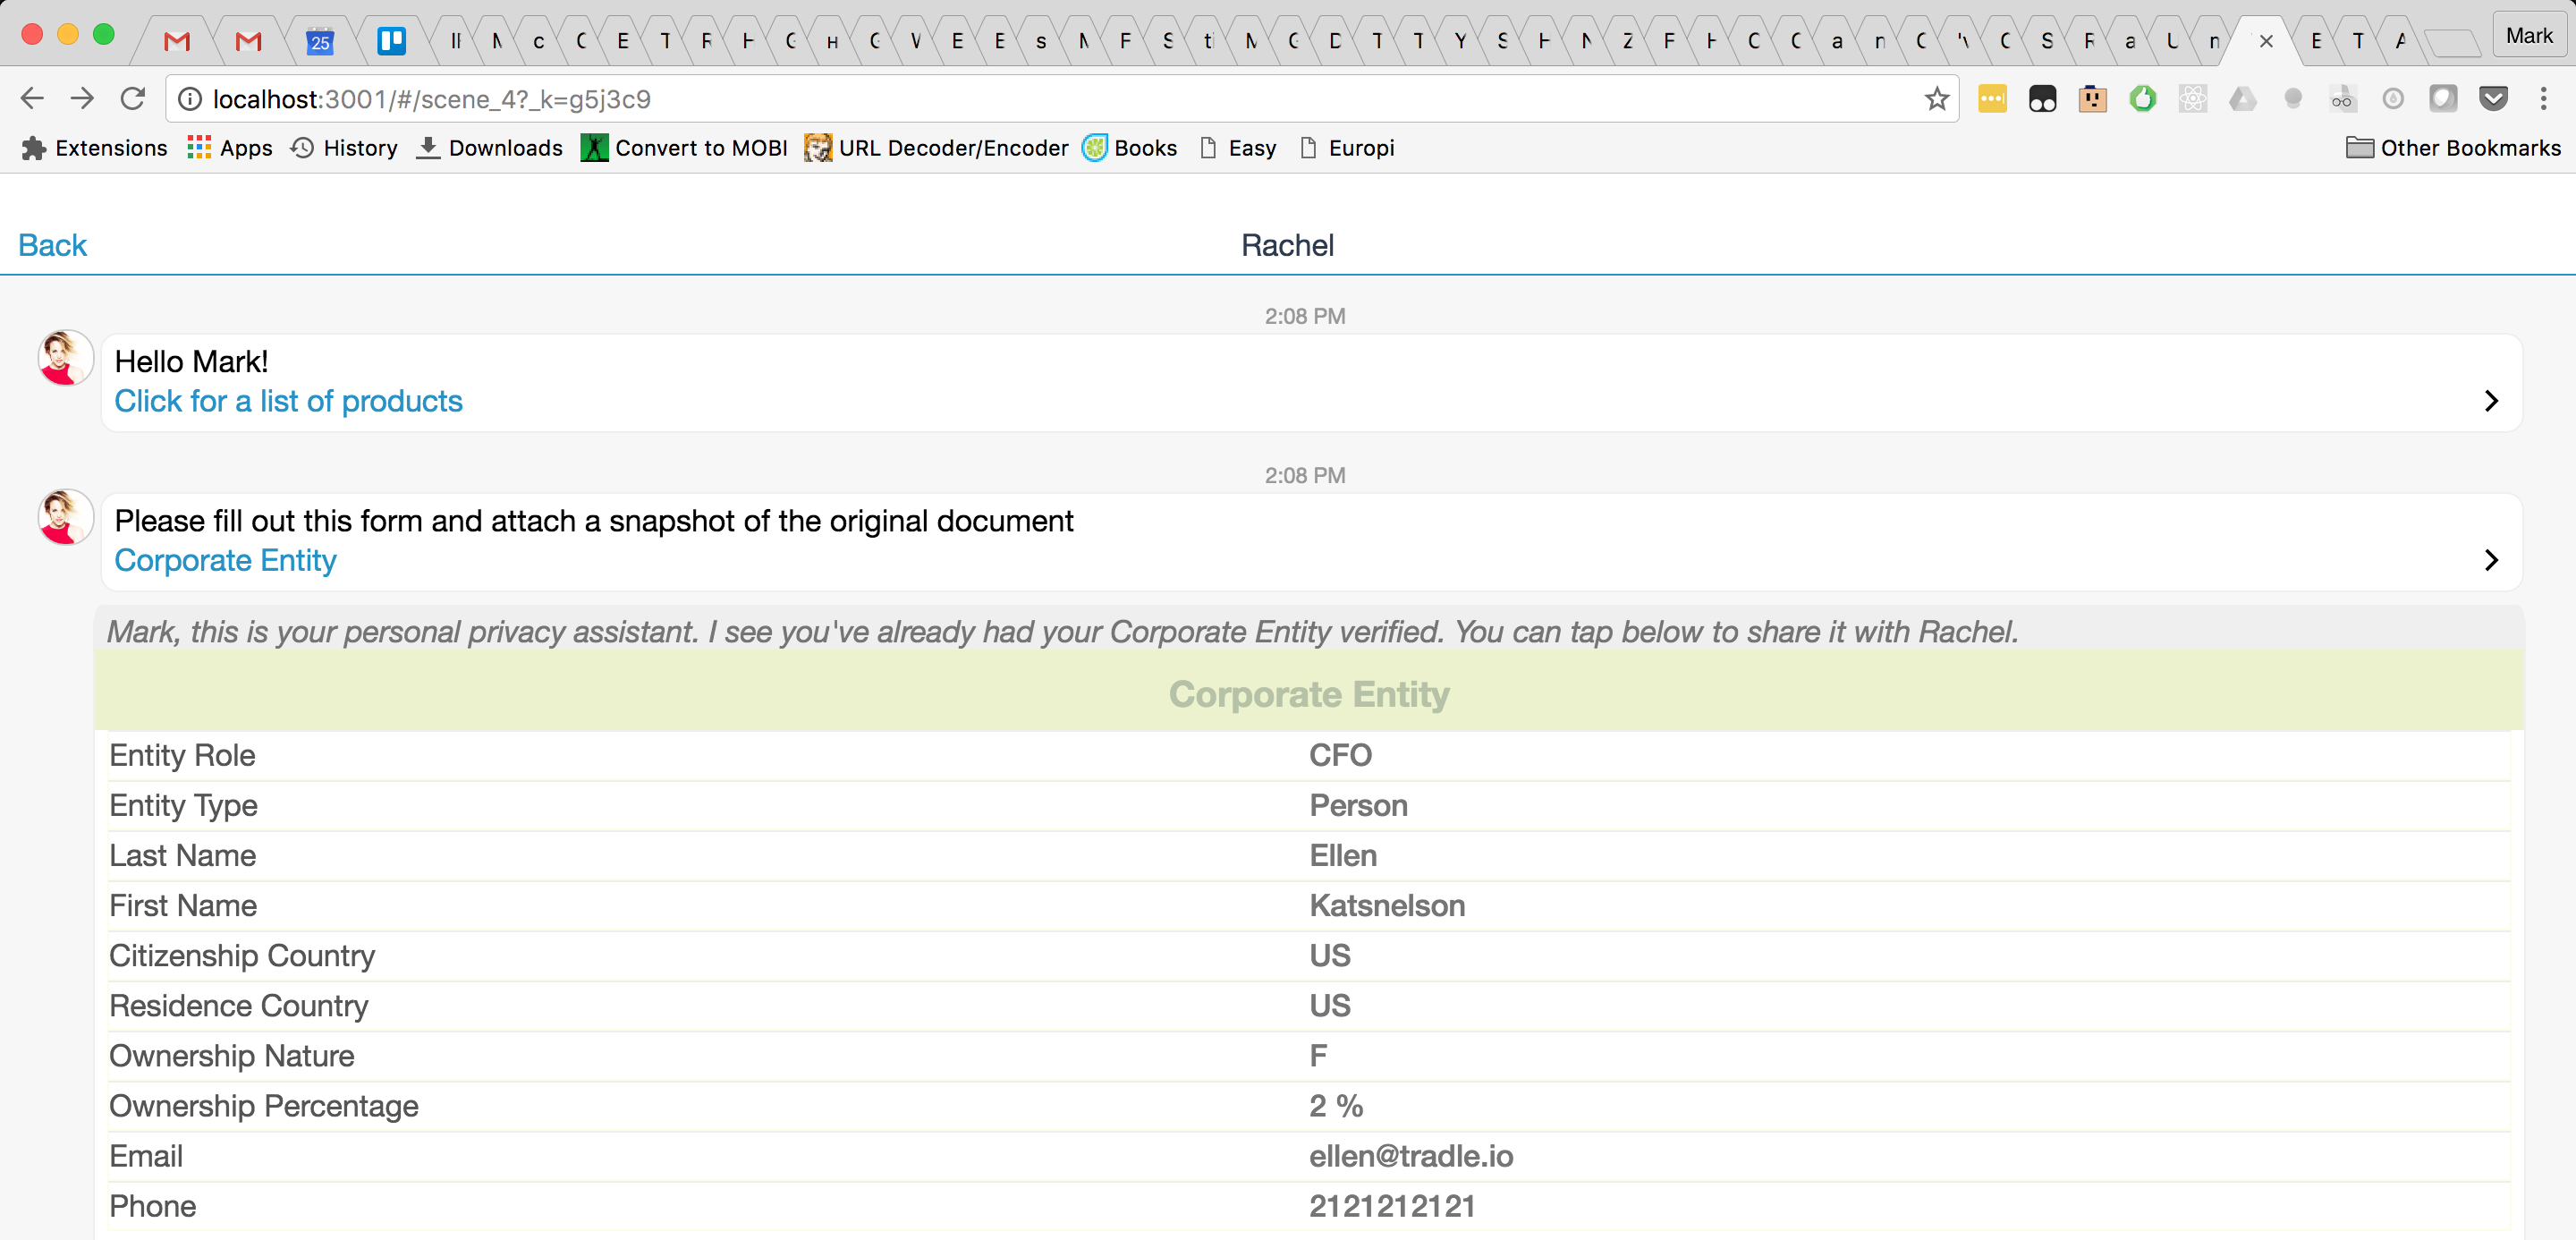 25
Mark
localhost:3001/#/scene_4?_k=g5j3c9
Extensions Apps History Downloads Convert to MOBI URL Decoder/Encoder Books Easy Europi Other Bookmarks
Back Rachel
2:08 PM
Hello Mark!
Click for a list of products
2:08 PM
Please fill out this form and attach a snapshot of the original document
Corporate Entity
Mark, this is your personal privacy assistant. I see you've already had your Corporate Entity verified. You can tap below to share it with Rachel.
Corporate Entity
Entity Role CFO
Entity Type Person
Last Name Ellen
First Name Katsnelson
Citizenship Country US
Residence Country US
Ownership Nature F
Ownership Percentage 2 %
Email ellen@tradle.io
Phone 2121212121